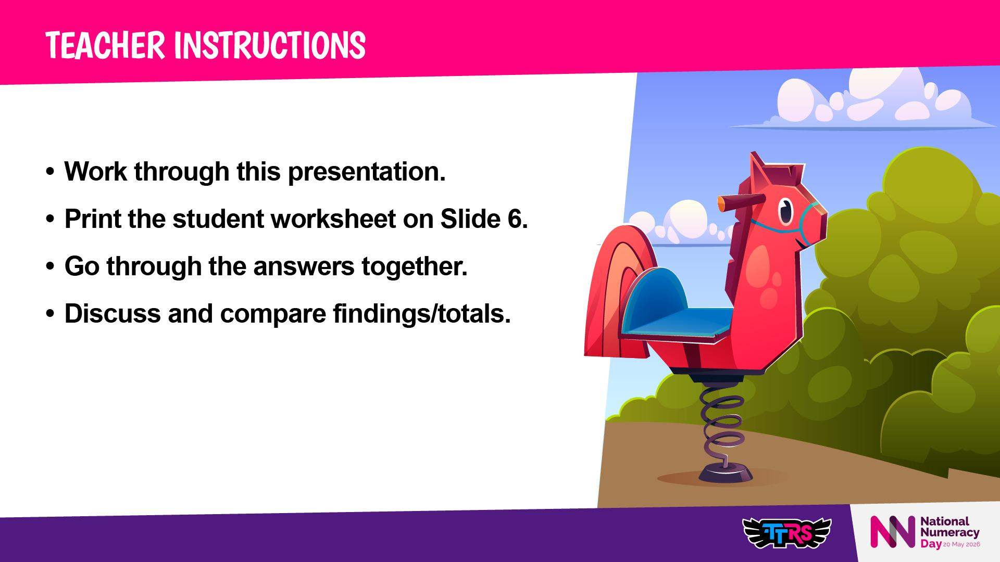 TEACHER INSTRUCTIONS
• Work through this presentation.
• Print the student worksheet on Slide 6.
• Go through the answers together.
• Discuss and compare findings/totals.
TTRS
National
Numeracy
Day 20 May 2026